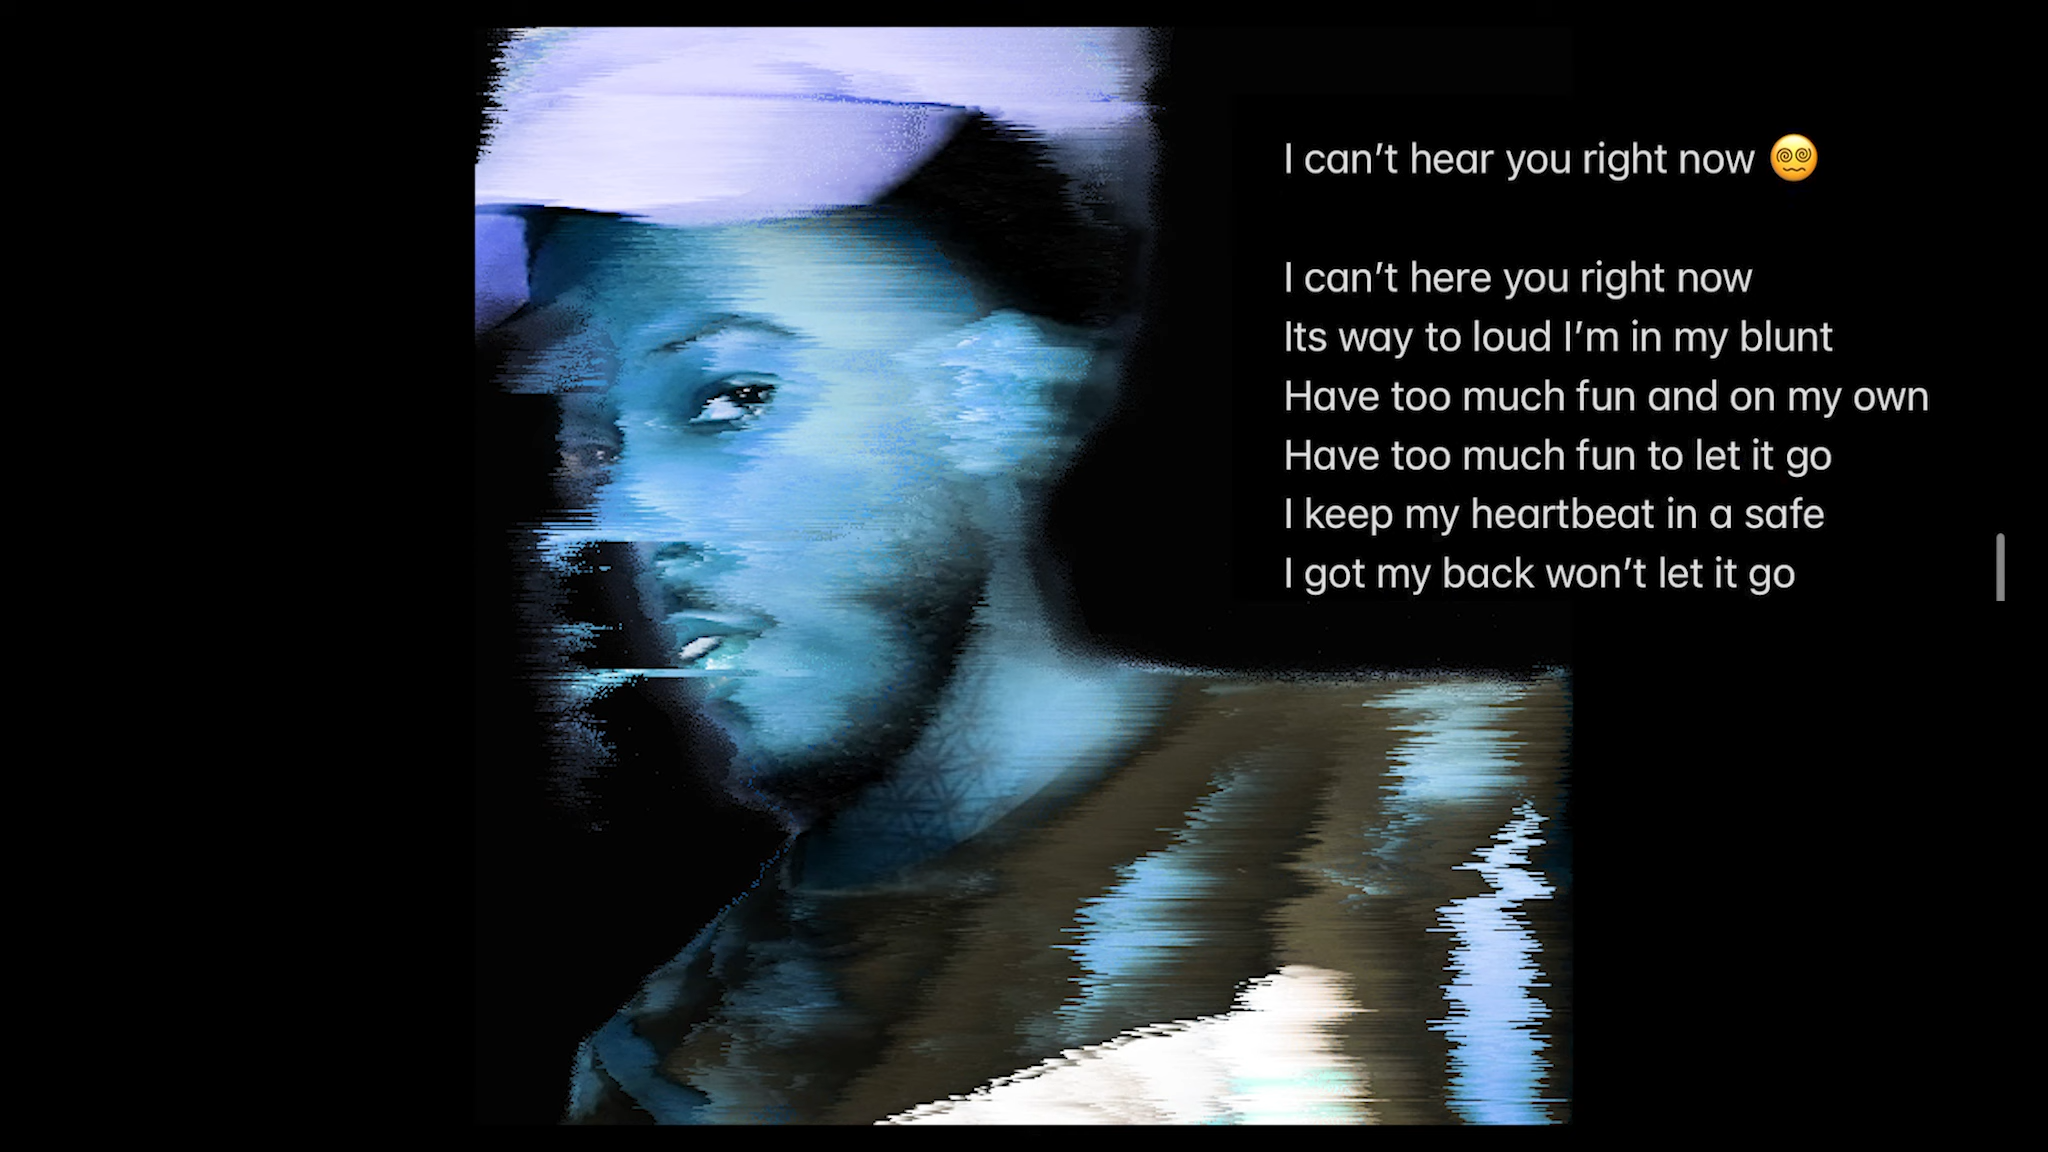 I can’t hear you right now 😵‍💫
I can’t here you right now
Its way to loud I’m in my blunt
Have too much fun and on my own
Have too much fun to let it go
I keep my heartbeat in a safe
I got my back won’t let it go